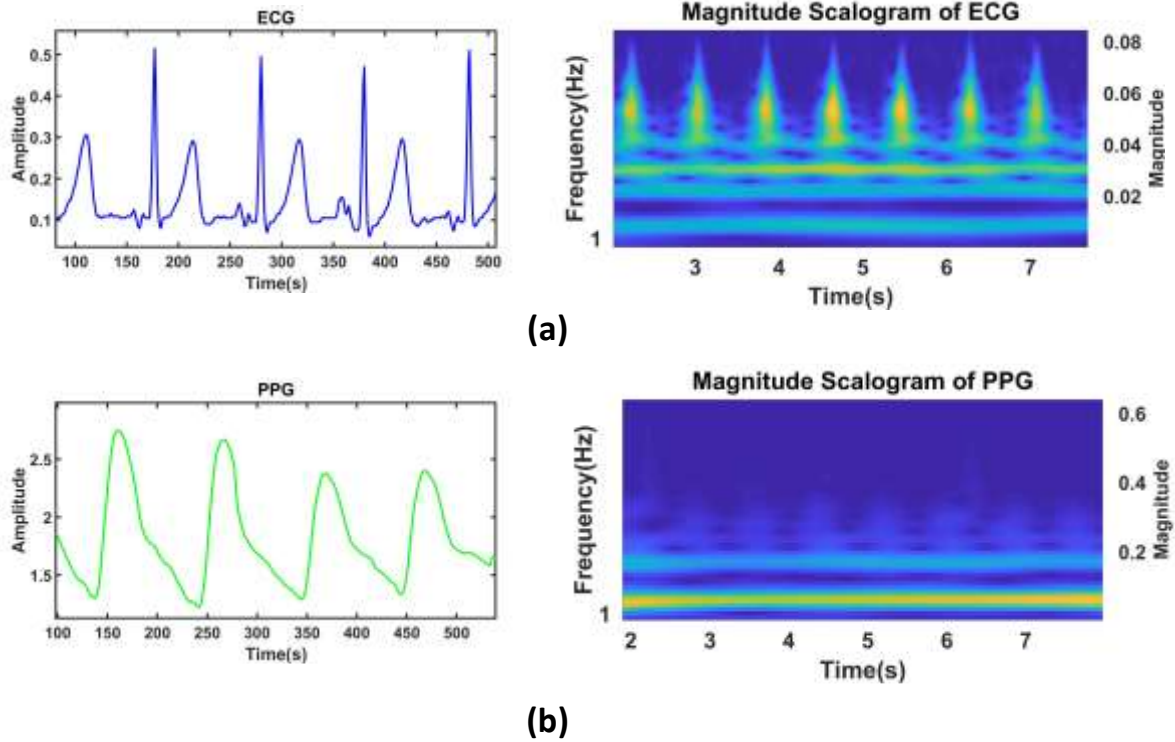 ECG
Amplitude
0.5
0.4
0.3
0.2
0.1
100 150 200 250 300 350 400 450 500
Time(s)
Magnitude Scalogram of ECG
Frequency(Hz)
1
3 4 5 6 7
Time(s)
0.08
0.06
0.04
0.02
Magnitude
(a)
PPG
Amplitude
2.5
2
1.5
100 150 200 250 300 350 400 450 500
Time(s)
Magnitude Scalogram of PPG
Frequency(Hz)
1
2 3 4 5 6 7
Time(s)
0.6
0.4
0.2
Magnitude
(b)